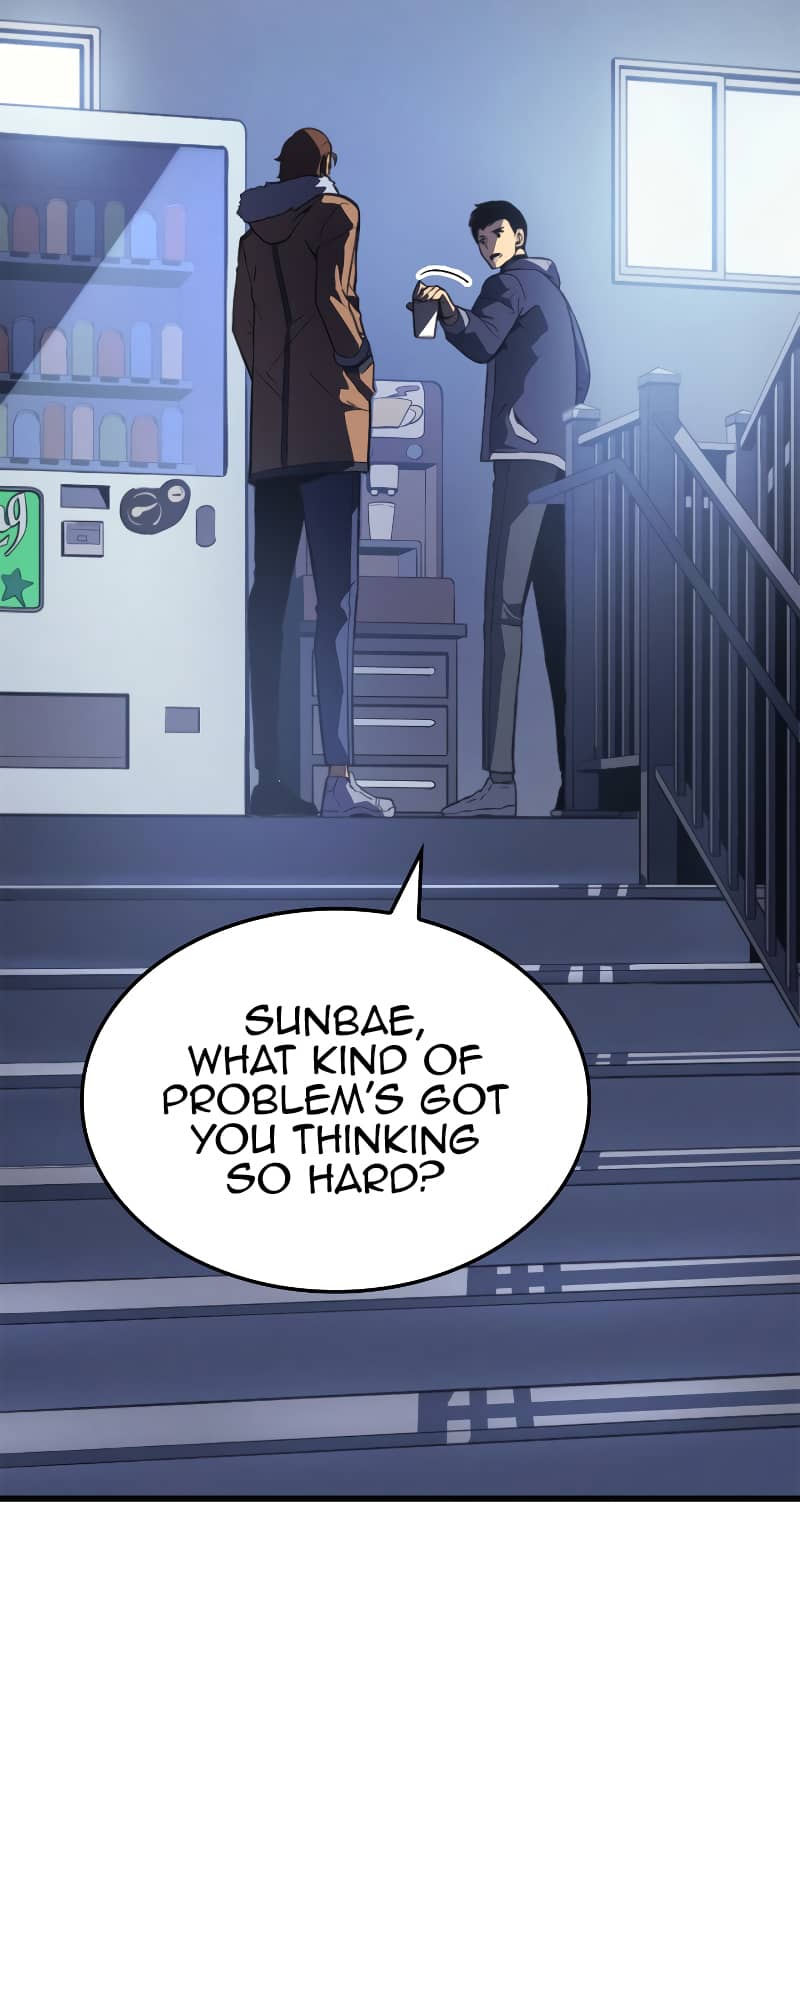 SUNBAE,
WHAT KIND OF
PROBLEM'S GOT
YOU THINKING
SO HARD?